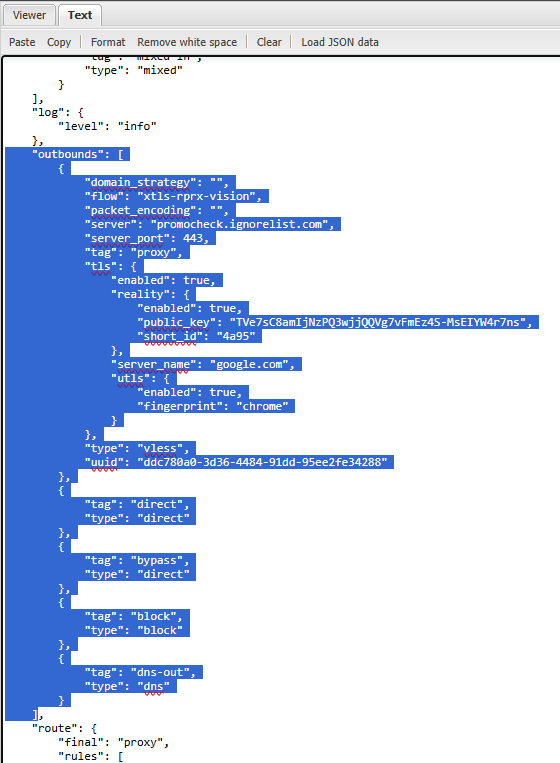 Viewer Text
Paste Copy Format Remove white space Clear Load JSON data
"type": "mixed"
}
],
"log": {
"level": "info"
},
"outbounds": [
{
"domain_strategy": "",
"flow": "xtls-rprx-vision",
"packet_encoding": "",
"server": "promocheck.ignorelist.com",
"server_port": 443,
"tag": "proxy",
"tls": {
"enabled": true,
"reality": {
"enabled": true,
"public_key": "TVe7sC8amIjNzPQ3wjjQQVg7vFmEz4S-MsEIYW4r7ns",
"short_id": "4a95"
},
"server_name": "google.com",
"utls": {
"enabled": true,
"fingerprint": "chrome"
}
},
"type": "vless",
"uuid": "ddc780a0-3d36-4484-91dd-95ee2fe34288"
},
{
"tag": "direct",
"type": "direct"
},
{
"tag": "bypass",
"type": "direct"
},
{
"tag": "block",
"type": "block"
},
{
"tag": "dns-out",
"type": "dns"
}
],
"route": {
"final": "proxy",
"rules": [